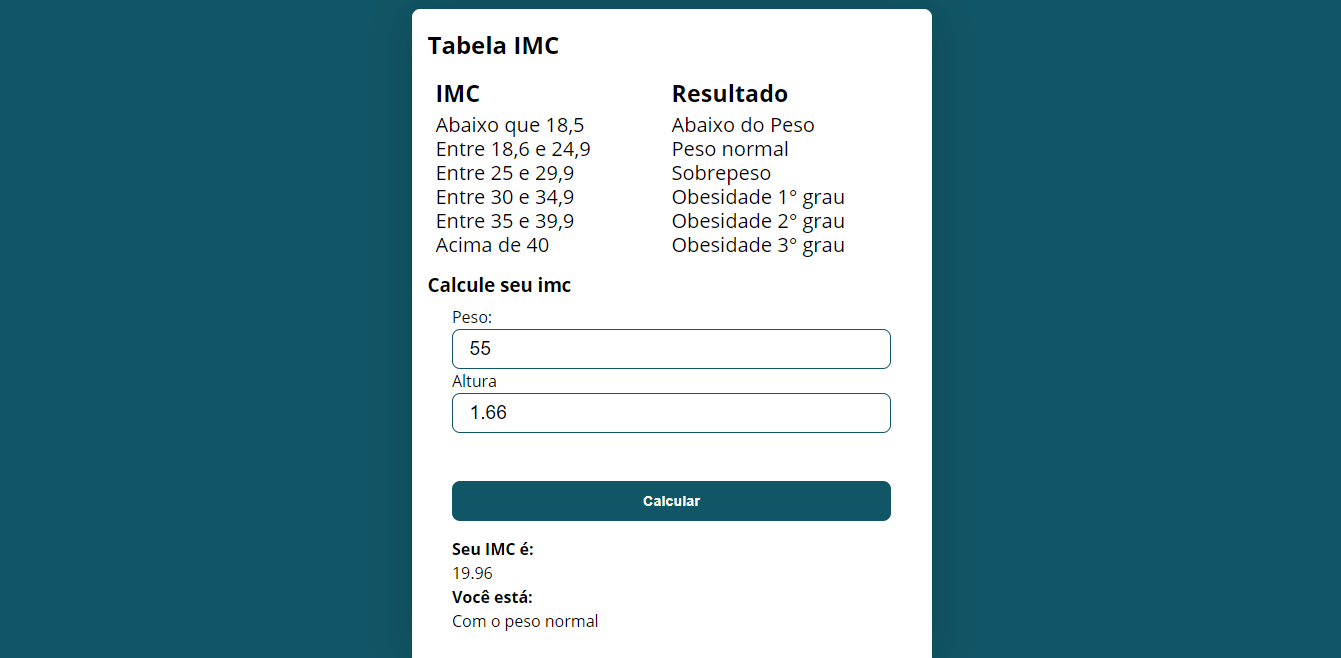 Tabela IMC
IMC Resultado
Abaixo que 18,5 Abaixo do Peso
Entre 18,6 e 24,9 Peso normal
Entre 25 e 29,9 Sobrepeso
Entre 30 e 34,9 Obesidade 1° grau
Entre 35 e 39,9 Obesidade 2° grau
Acima de 40 Obesidade 3° grau
Calcule seu imc
Peso:
55
Altura
1.66
Calcular
Seu IMC é:
19.96
Você está:
Com o peso normal